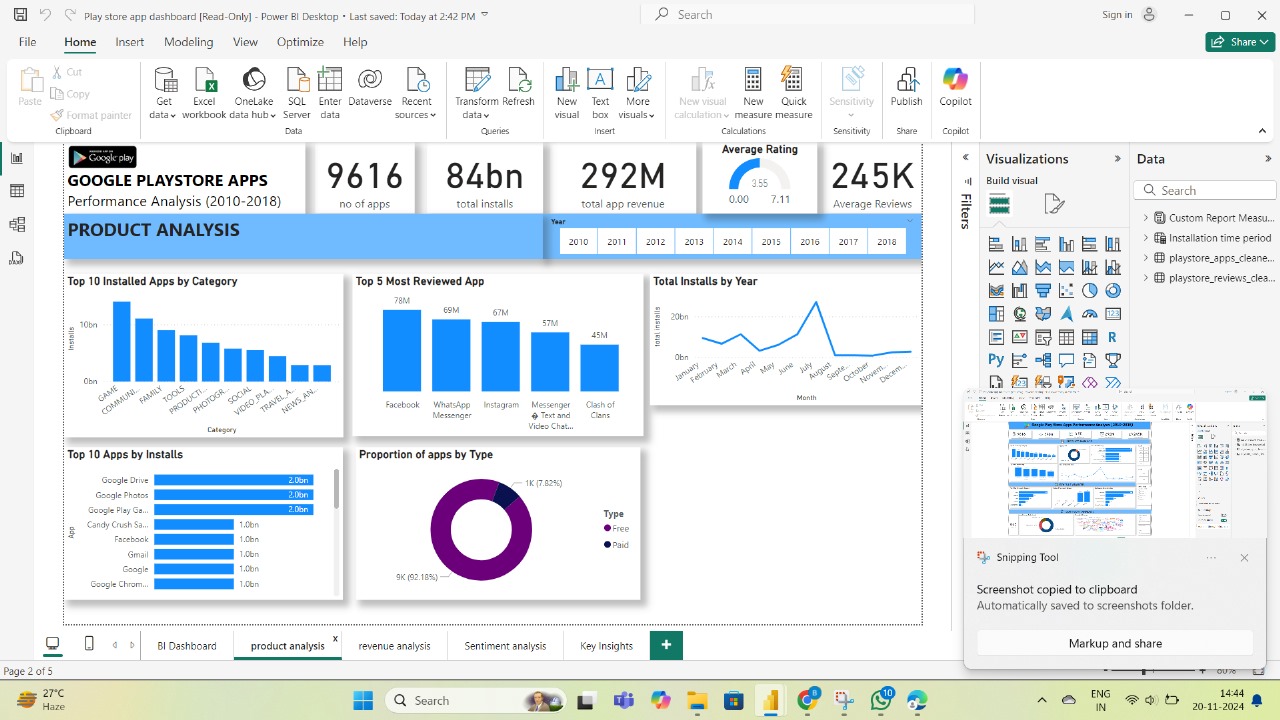 Play store app dashboard [Read-Only] - Power BI Desktop • Last saved: Today at 2:42 PM
Search
Sign in
File Home Insert Modeling View Optimize Help
Share
Paste
Cut
Copy
Format painter
Clipboard
Get data
Excel workbook
OneLake data hub
SQL Server
Enter data
Dataverse
Recent sources
Data
Transform data
Refresh
Queries
New visual
Text box
More visuals
Insert
New visual calculation
New measure
Quick measure
Calculations
Sensitivity
Sensitivity
Publish
Share
Copilot
Copilot
Google play
GOOGLE PLAYSTORE APPS
Performance Analysis (2010-2018)
9616
no of apps
84bn
total installs
292M
total app revenue
Average Rating
3.55
0.00 7.11
245K
Average Reviews
PRODUCT ANALYSIS
Year
2010 2011 2012 2013 2014 2015 2016 2017 2018
Top 10 Installed Apps by Category
Installs
10bn
0bn
GAME
COMMUNI...
FAMILY
TOOLS
PRODUCTI...
PHOTOGR...
SOCIAL
VIDEO_PLA...
TRAVEL_A...
NEWS_AN...
Category
Top 5 Most Reviewed App
78M
69M
67M
57M
45M
Facebook
WhatsApp Messenger
Instagram
Messenger � Text and Video Chat...
Clash of Clans
Total Installs by Year
total installs
20bn
0bn
January
February
March
April
May
June
July
August
Septe...
October
Novem...
Decem...
Month
Top 10 Apps by Installs
App
Google Drive 2.0bn
Google Photos 2.0bn
Google Play Ga... 2.0bn
Candy Crush Sa... 1.0bn
Facebook 1.0bn
Gmail 1.0bn
Google 1.0bn
Google Chrom... 1.0bn
Proportion of apps by Type
1K (7.82%)
9K (92.18%)
Type
Free
Paid
Filters
Visualizations
Build visual
123
R
Py
Data
Search
Custom Report Measu...
Installation time period
playstore_apps_cleane...
playstore_reviews_clea...
Google Play Store Apps Performance Analysis (2010-2018)
Snipping Tool
Screenshot copied to clipboard
Automatically saved to screenshots folder.
Markup and share
BI Dashboard
product analysis
x
revenue analysis
Sentiment analysis
Key Insights
+
Page 2 of 5
80%
27°C
Haze
Search
8
10
ENG
IN
14:44
20-11-2024